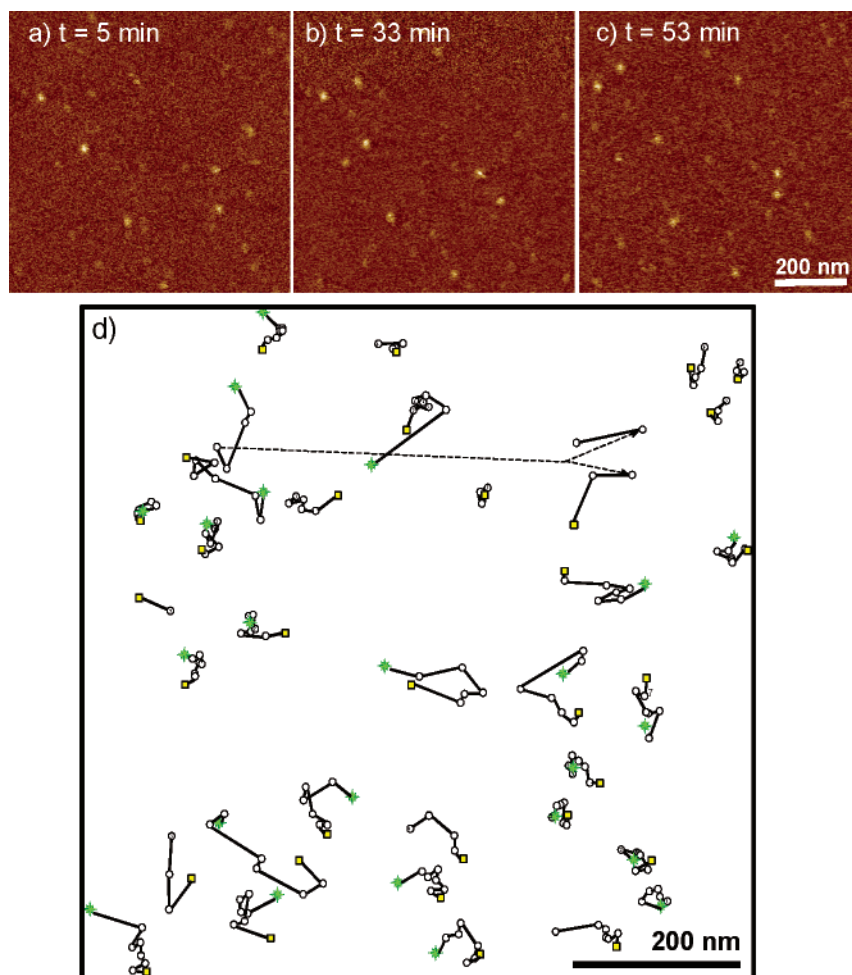 a) t = 5 min
b) t = 33 min
c) t = 53 min
200 nm
d)
200 nm